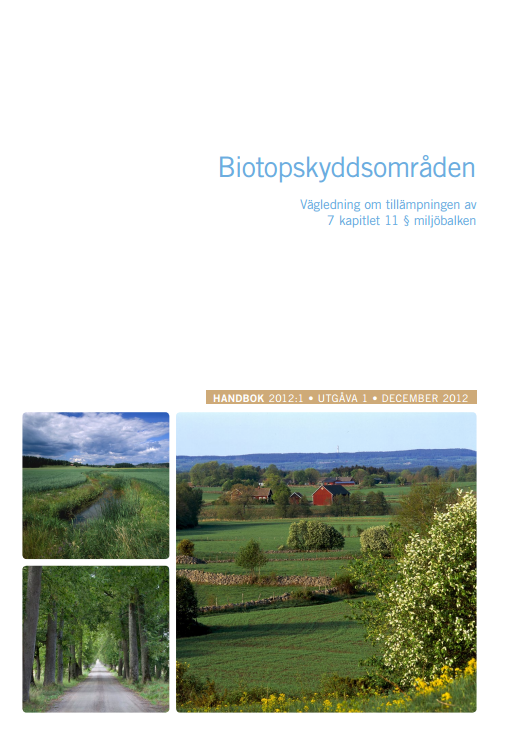 Biotopskyddsområden
Vägledning om tillämpningen av
7 kapitlet 11 § miljöbalken
HANDBOK 2012:1 • UTGÅVA 1 • DECEMBER 2012